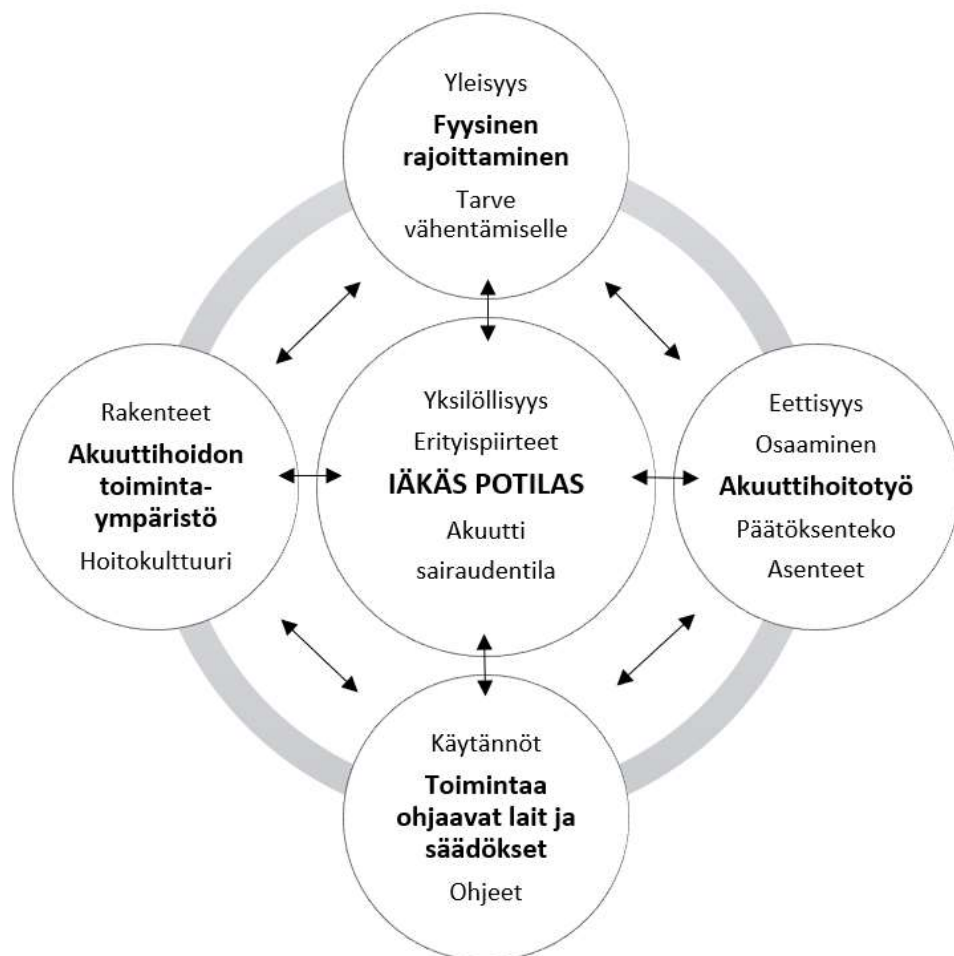 Yleisyys
Fyysinen
rajoittaminen
Tarve
vähentämiselle
Rakenteet
Akuuttihoidon
toiminta-
ympäristö
Hoitokulttuuri
Yksilöllisyys
Erityispiirteet
IÄKÄS POTILAS
Akuutti
sairaudentila
Eettisyys
Osaaminen
Akuuttihoitotyö
Päätöksenteko
Asenteet
Käytännöt
Toimintaa
ohjaavat lait ja
säädökset
Ohjeet